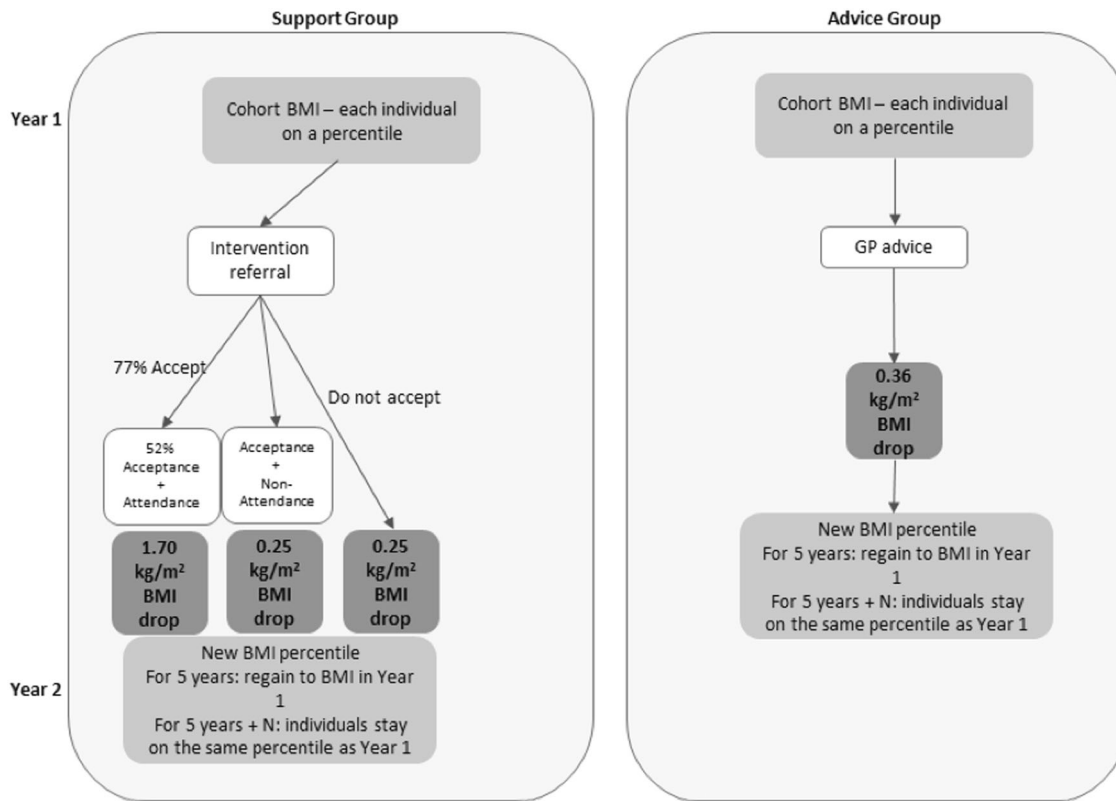 Support Group
Year 1
Cohort BMI – each individual
on a percentile
Intervention
referral
77% Accept
Do not accept
52%
Acceptance
+
Attendance
Acceptance
+
Non-
Attendance
1.70
kg/m²
BMI
drop
0.25
kg/m²
BMI
drop
0.25
kg/m²
BMI
drop
Year 2
New BMI percentile
For 5 years: regain to BMI in Year
1
For 5 years + N: individuals stay
on the same percentile as Year 1
Advice Group
Cohort BMI – each individual
on a percentile
GP advice
0.36
kg/m²
BMI
drop
New BMI percentile
For 5 years: regain to BMI in Year
1
For 5 years + N: individuals stay
on the same percentile as Year 1